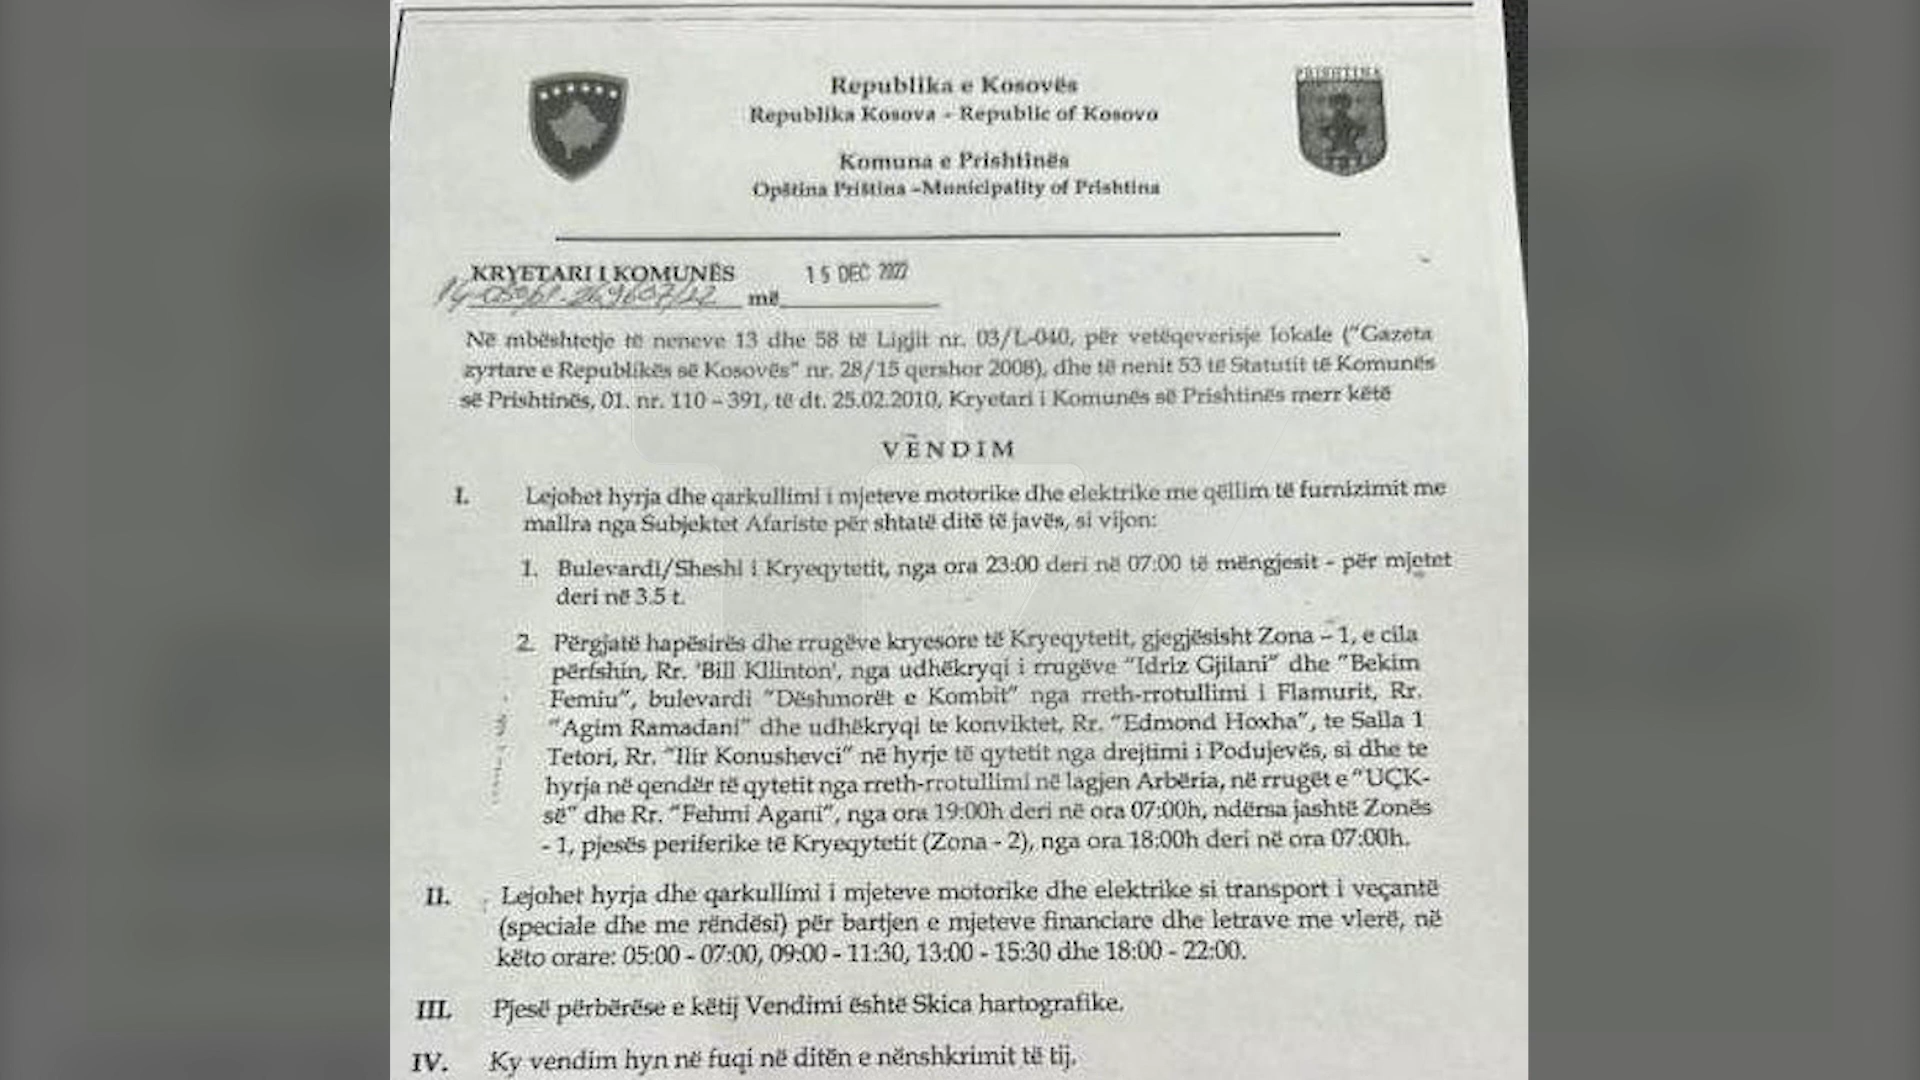 Republika e Kosovës
Republika Kosova - Republic of Kosovo
PRISHTINA
Komuna e Prishtinës
Opština Priština -Municipality of Prishtina
KRYETARI I KOMUNËS
15 DEC 2022
më
Në mbështetje të neneve 13 dhe 58 të Ligjit nr. 03/L-040, për vetëqeverisje lokale ("Gazeta
zyrtare e Republikës së Kosovës" nr. 28/15 qershor 2008), dhe të nenit 53 të Statutit të Komunës
së Prishtinës, 01. nr. 110 – 391, të dt. 25.02.2010, Kryetari i Komunës së Prishtinës merr këtë
VENDIM
I. Lejohet hyrja dhe qarkullimi i mjeteve motorike dhe elektrike me qëllim të furnizimit me
mallra nga Subjektet Afariste për shtatë ditë të javës, si vijon:
1. Bulevardi/Sheshi i Kryeqytetit, nga ora 23:00 deri në 07:00 të mëngjesit - për mjetet
deri në 3.5 t.
2. Përgjatë hapësirës dhe rrugëve kryesore të Kryeqytetit, gjegjësisht Zona – 1, e cila
përfshin, Rr. 'Bill Kllinton', nga udhëkryqi i rrugëve "Idriz Gjilani" dhe "Bekim
Femiu", bulevardi "Dëshmorët e Kombit" nga rreth-rrotullimi i Flamurit, Rr.
"Agim Ramadani" dhe udhëkryqi te konviktet, Rr. "Edmond Hoxha", te Salla 1
Tetori, Rr. "Ilir Konushevci" në hyrje të qytetit nga drejtimi i Podujevës, si dhe te
hyrja në qendër të qytetit nga rreth-rrotullimi në lagjen Arbëria, në rrugët e "UÇK-
së" dhe Rr. "Fehmi Agani", nga ora 19:00h deri në ora 07:00h, ndërsa jashtë Zonës
- 1, pjesës periferike të Kryeqytetit (Zona - 2), nga ora 18:00h deri në ora 07:00h.
II. Lejohet hyrja dhe qarkullimi i mjeteve motorike dhe elektrike si transport i veçantë
(speciale dhe me rëndësi) për bartjen e mjeteve financiare dhe letrave me vlerë, në
këto orare: 05:00 - 07:00, 09:00 - 11:30, 13:00 - 15:30 dhe 18:00 - 22:00.
III. Pjesë përbërëse e këtij Vendimi është Skica hartografike.
IV. Ky vendim hyn në fuqi në ditën e nënshkrimit të tij.